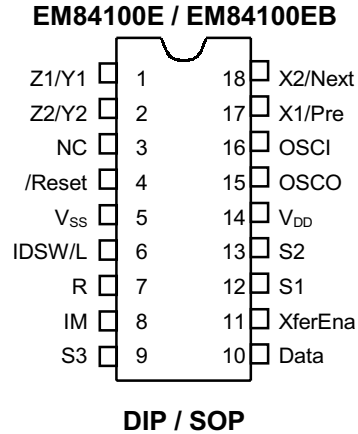 EM84100E / EM84100EB
Z1/Y1 1 18 X2/Next
Z2/Y2 2 17 X1/Pre
NC 3 16 OSCI
/Reset 4 15 OSCO
VSS 5 14 VDD
IDSW/L 6 13 S2
R 7 12 S1
IM 8 11 XferEna
S3 9 10 Data
DIP / SOP